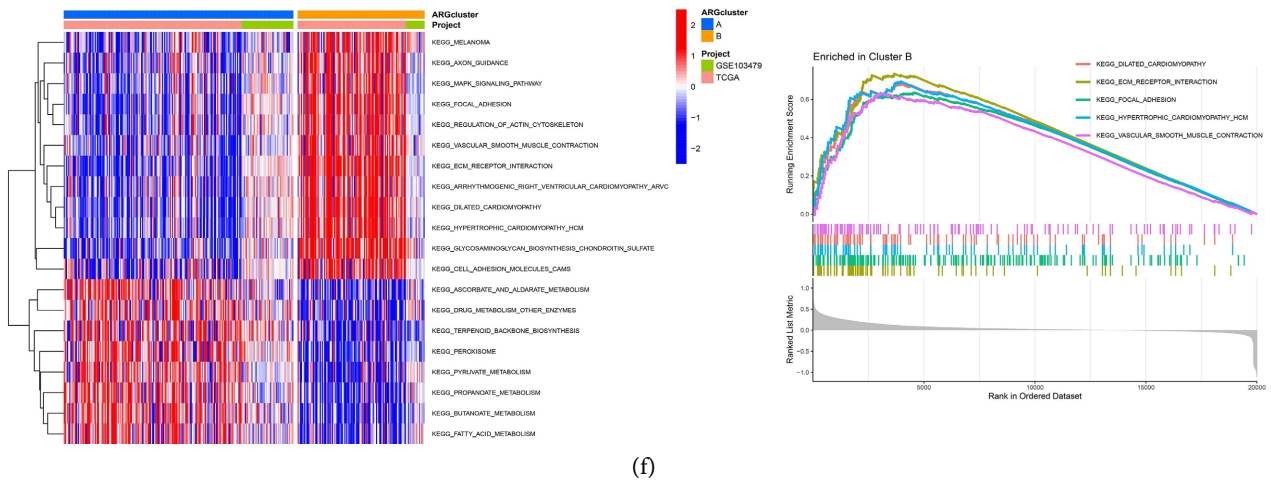 ARGcluster
Project
KEGG_MELANOMA
KEGG_AXON_GUIDANCE
KEGG_MAPK_SIGNALING_PATHWAY
KEGG_FOCAL_ADHESION
KEGG_REGULATION_OF_ACTIN_CYTOSKELETON
KEGG_VASCULAR_SMOOTH_MUSCLE_CONTRACTION
KEGG_ECM_RECEPTOR_INTERACTION
KEGG_ARRHYTHMOGENIC_RIGHT_VENTRICULAR_CARDIOMYOPATHY_ARVC
KEGG_DILATED_CARDIOMYOPATHY
KEGG_HYPERTROPHIC_CARDIOMYOPATHY_HCM
KEGG_GLYCOSAMINOGLYCAN_BIOSYNTHESIS_CHONDROITIN_SULFATE
KEGG_CELL_ADHESION_MOLECULES_CAMS
KEGG_ASCORBATE_AND_ALDARATE_METABOLISM
KEGG_DRUG_METABOLISM_OTHER_ENZYMES
KEGG_TERPENOID_BACKBONE_BIOSYNTHESIS
KEGG_PEROXISOME
KEGG_PYRUVATE_METABOLISM
KEGG_PROPANOATE_METABOLISM
KEGG_BUTANOATE_METABOLISM
KEGG_FATTY_ACID_METABOLISM
2
1
0
−1
−2
ARGcluster
A
B
Project
GSE103479
TCGA
Enriched in Cluster B
KEGG_DILATED_CARDIOMYOPATHY
KEGG_ECM_RECEPTOR_INTERACTION
KEGG_FOCAL_ADHESION
KEGG_HYPERTROPHIC_CARDIOMYOPATHY_HCM
KEGG_VASCULAR_SMOOTH_MUSCLE_CONTRACTION
Running Enrichment Score
0.6
0.4
0.2
0.0
Ranked List Metric
1.0
0.5
0.0
−0.5
−1.0
5000
10000
15000
20000
Rank in Ordered Dataset
(f)